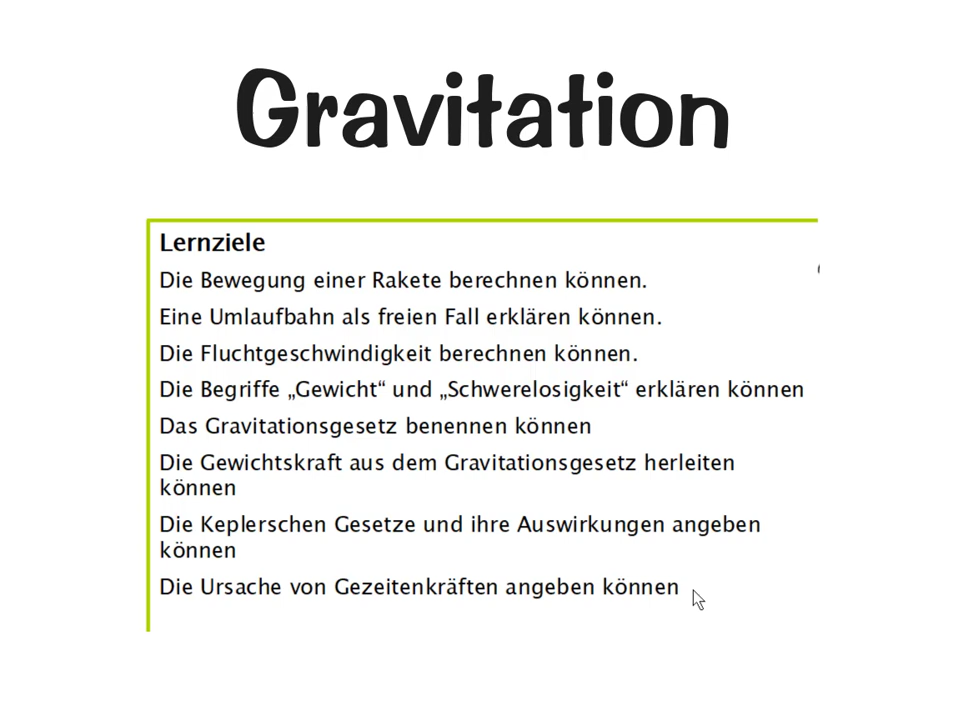 Gravitation
Lernziele
Die Bewegung einer Rakete berechnen können.
Eine Umlaufbahn als freien Fall erklären können.
Die Fluchtgeschwindigkeit berechnen können.
Die Begriffe „Gewicht“ und „Schwerelosigkeit“ erklären können
Das Gravitationsgesetz benennen können
Die Gewichtskraft aus dem Gravitationsgesetz herleiten
können
Die Keplerschen Gesetze und ihre Auswirkungen angeben
können
Die Ursache von Gezeitenkräften angeben können